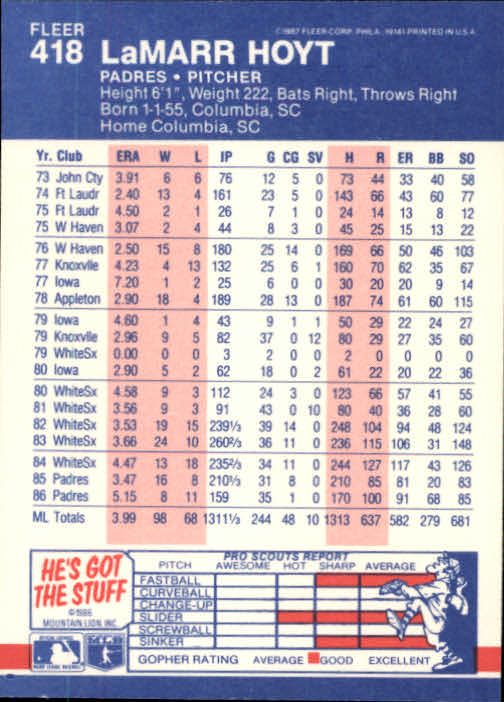 FLEER
418 LaMARR HOYT
©1987 FLEER CORP. PHILA. 19141 PRINTED IN U.S.A.
PADRES • PITCHER
Height 6'1", Weight 222, Bats Right, Throws Right
Born 1-1-55, Columbia, SC
Home Columbia, SC
Yr. Club ERA W L IP G CG SV H R ER BB SO
73 John Cty 3.91 6 6 76 12 5 0 73 44 33 40 58
74 Ft Laudr 2.40 13 4 161 23 5 0 143 66 43 60 77
75 Ft Laudr 4.50 2 1 26 7 1 0 24 14 13 8 12
75 W Haven 3.07 2 4 44 8 3 0 45 25 15 13 22
76 W Haven 2.50 15 8 180 25 14 0 169 66 50 46 103
77 Knoxvlle 4.23 4 13 132 25 6 1 160 70 62 35 67
77 Iowa 7.20 1 2 25 6 0 0 30 20 20 9 14
78 Appleton 2.90 18 4 189 28 13 0 187 74 61 60 115
79 Iowa 4.60 1 4 43 9 1 1 50 29 22 24 27
79 Knoxvlle 2.96 9 5 82 37 0 12 80 29 27 35 60
79 WhiteSx 0.00 0 0 3 2 0 0 2 0 0 0 0
80 Iowa 2.90 5 2 62 18 0 2 61 22 20 22 36
80 WhiteSx 4.58 9 3 112 24 3 0 123 66 57 41 55
81 WhiteSx 3.56 9 3 91 43 0 10 80 40 36 28 60
82 WhiteSx 3.53 19 15 239⅓ 39 14 0 248 104 94 48 124
83 WhiteSx 3.66 24 10 260⅔ 36 11 0 236 115 106 31 148
84 WhiteSx 4.47 13 18 235⅔ 34 11 0 244 127 117 43 126
85 Padres 3.47 16 8 210⅓ 31 8 0 210 85 81 20 83
86 Padres 5.15 8 11 159 35 1 0 170 100 91 68 85
ML Totals 3.99 98 68 1311⅓ 244 48 10 1313 637 582 279 681
HE'S GOT
THE STUFF
©1986
MOUNTAIN LION INC.
PRO SCOUTS REPORT
PITCH AWESOME HOT SHARP AVERAGE
FASTBALL
CURVEBALL
CHANGE-UP
SLIDER
SCREWBALL
SINKER
GOPHER RATING AVERAGE GOOD EXCELLENT